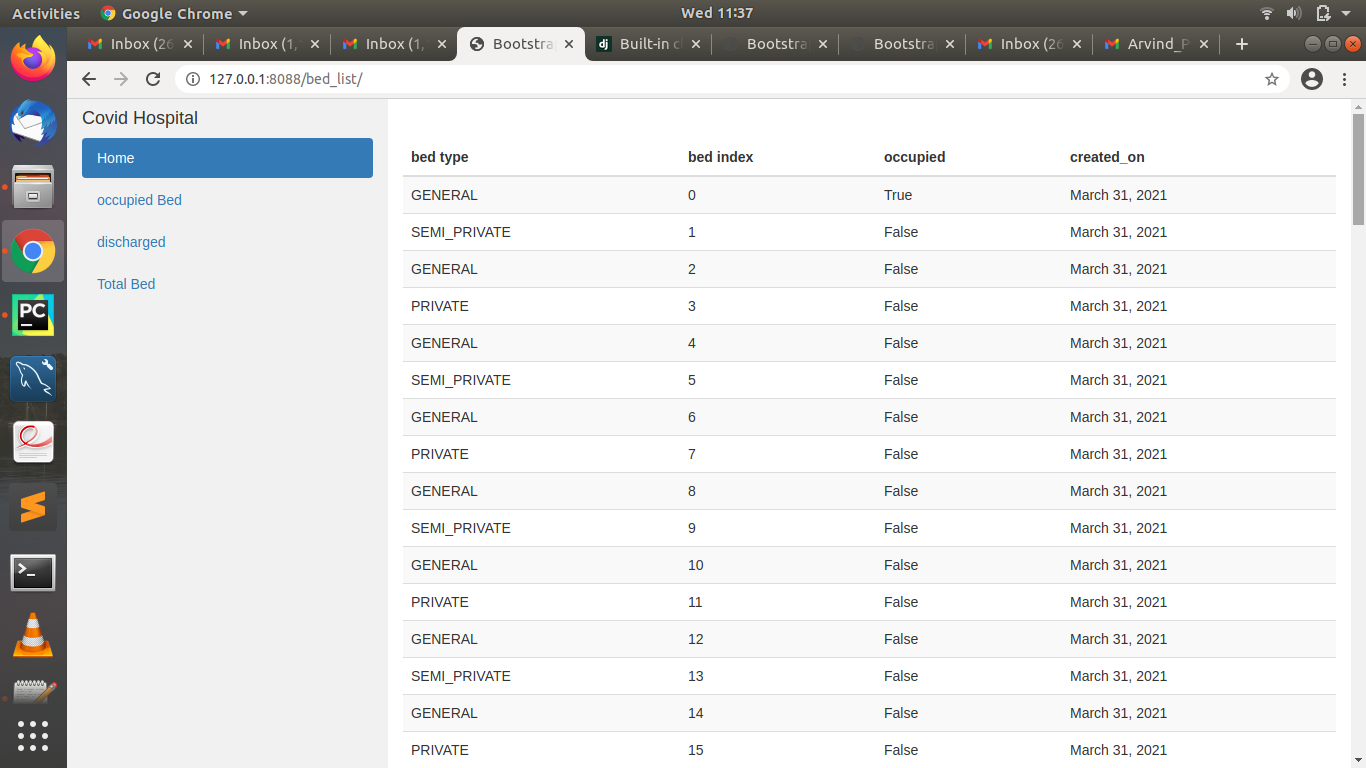 Activities Google Chrome Wed 11:37
Inbox (26 Inbox (1, Inbox (1, Bootstra Built-in c Bootstra Bootstra Inbox (26 Arvind_P
127.0.0.1:8088/bed_list/
Covid Hospital
Home
occupied Bed
discharged
Total Bed
bed type bed index occupied created_on
GENERAL 0 True March 31, 2021
SEMI_PRIVATE 1 False March 31, 2021
GENERAL 2 False March 31, 2021
PRIVATE 3 False March 31, 2021
GENERAL 4 False March 31, 2021
SEMI_PRIVATE 5 False March 31, 2021
GENERAL 6 False March 31, 2021
PRIVATE 7 False March 31, 2021
GENERAL 8 False March 31, 2021
SEMI_PRIVATE 9 False March 31, 2021
GENERAL 10 False March 31, 2021
PRIVATE 11 False March 31, 2021
GENERAL 12 False March 31, 2021
SEMI_PRIVATE 13 False March 31, 2021
GENERAL 14 False March 31, 2021
PRIVATE 15 False March 31, 2021
PC
dj